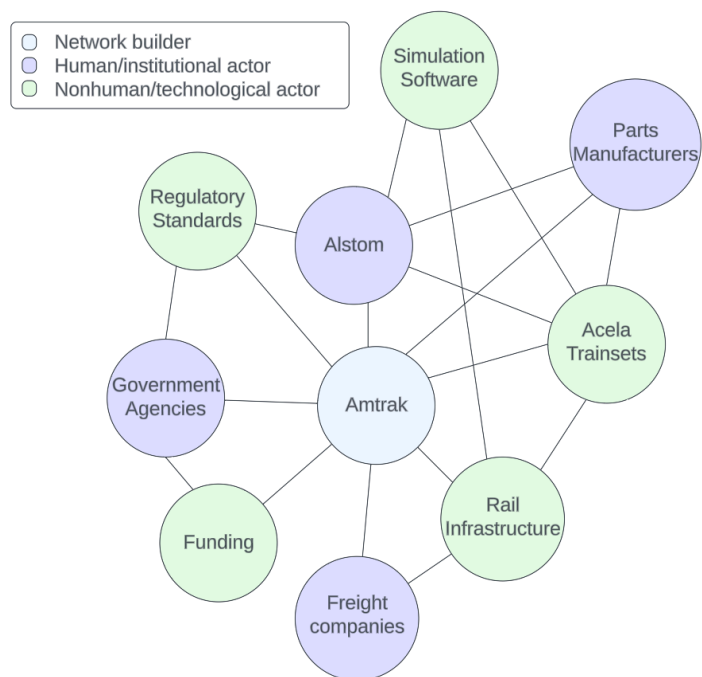 Network builder
Human/institutional actor
Nonhuman/technological actor
Simulation
Software
Parts
Manufacturers
Regulatory
Standards
Alstom
Acela
Trainsets
Government
Agencies
Amtrak
Rail
Infrastructure
Funding
Freight
companies